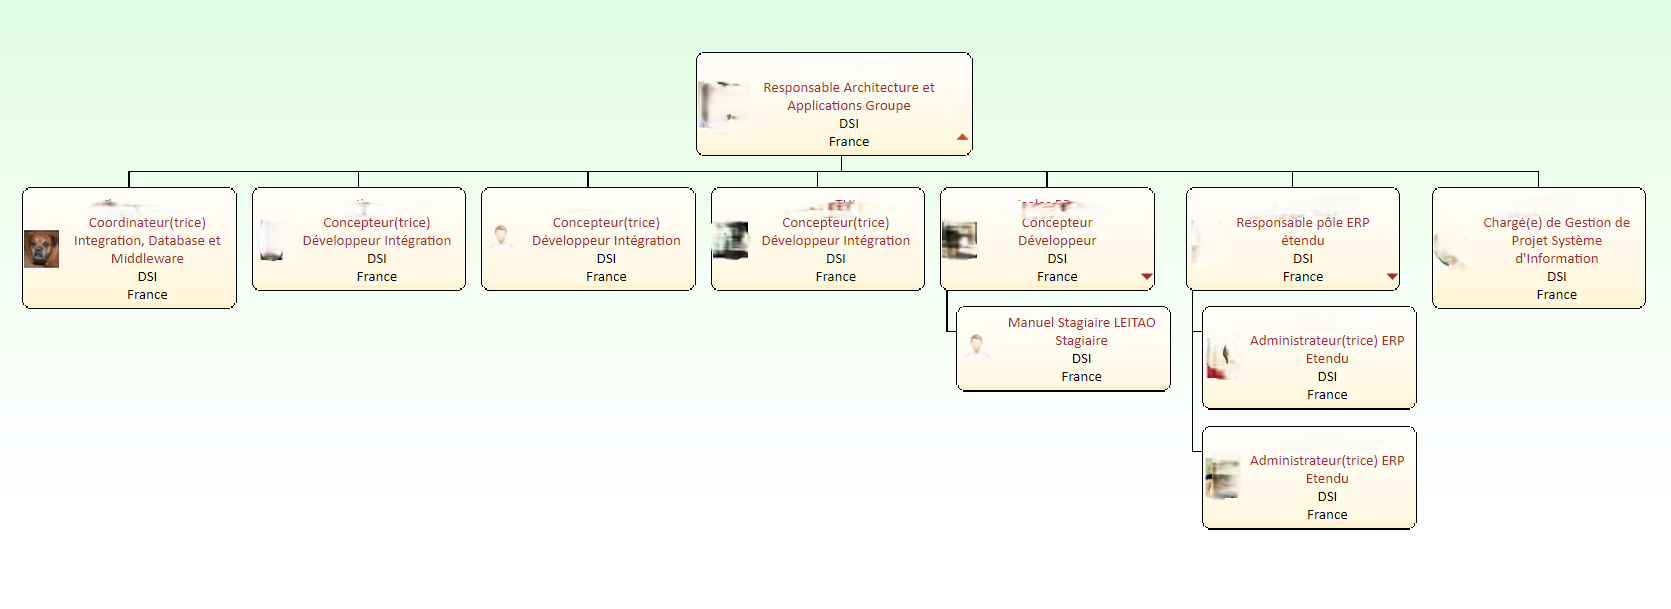 Responsable Architecture et
Applications Groupe
DSI
France
Coordinateur(trice)
Integration, Database et
Middleware
DSI
France
Concepteur(trice)
Développeur Intégration
DSI
France
Concepteur(trice)
Développeur Intégration
DSI
France
Concepteur(trice)
Développeur Intégration
DSI
France
Concepteur
Développeur
DSI
France
Responsable pôle ERP
étendu
DSI
France
Chargé(e) de Gestion de
Projet Système
d'Information
DSI
France
Manuel Stagiaire LEITAO
Stagiaire
DSI
France
Administrateur(trice) ERP
Etendu
DSI
France
Administrateur(trice) ERP
Etendu
DSI
France